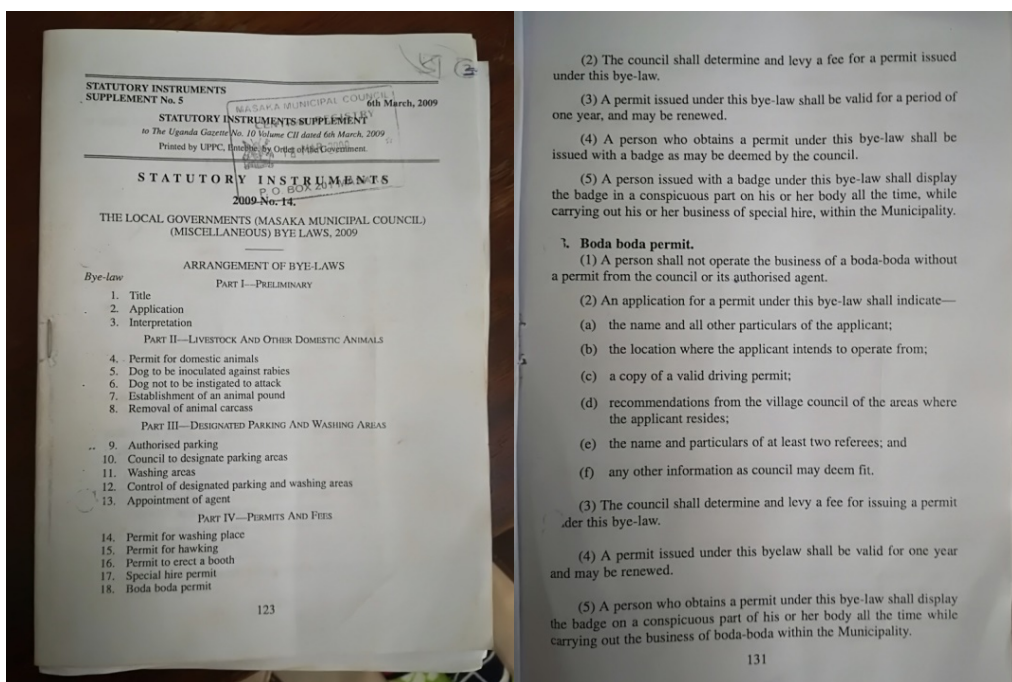 STATUTORY INSTRUMENTS
SUPPLEMENT No. 5
6th March, 2009
MASAKA MUNICIPAL COUNCIL
STATUTORY INSTRUMENTS SUPPLEMENT
to The Uganda Gazette No. 10 Volume CII dated 6th March, 2009
Printed by UPPC, Entebbe, by Order of the Government.
STATUTORY INSTRUMENTS
P. O. BOX
2009 No. 14.
THE LOCAL GOVERNMENTS (MASAKA MUNICIPAL COUNCIL)
(MISCELLANEOUS) BYE LAWS, 2009
ARRANGEMENT OF BYE-LAWS
Bye-law
PART I—PRELIMINARY
1. Title
2. Application
3. Interpretation
PART II—LIVESTOCK AND OTHER DOMESTIC ANIMALS
4. Permit for domestic animals
5. Dog to be inoculated against rabies
6. Dog not to be instigated to attack
7. Establishment of an animal pound
8. Removal of animal carcass
PART III—DESIGNATED PARKING AND WASHING AREAS
9. Authorised parking
10. Council to designate parking areas
11. Washing areas
12. Control of designated parking and washing areas
13. Appointment of agent
PART IV—PERMITS AND FEES
14. Permit for washing place
15. Permit for hawking
16. Permit to erect a booth
17. Special hire permit
18. Boda boda permit
123
(2) The council shall determine and levy a fee for a permit issued
under this bye-law.
(3) A permit issued under this bye-law shall be valid for a period of
one year, and may be renewed.
(4) A person who obtains a permit under this bye-law shall be
issued with a badge as may be deemed by the council.
(5) A person issued with a badge under this bye-law shall display
the badge in a conspicuous part on his or her body all the time, while
carrying out his or her business of special hire, within the Municipality.
Boda boda permit.
(1) A person shall not operate the business of a boda-boda without
a permit from the council or its authorised agent.
(2) An application for a permit under this bye-law shall indicate—
(a) the name and all other particulars of the applicant;
(b) the location where the applicant intends to operate from;
(c) a copy of a valid driving permit;
(d) recommendations from the village council of the areas where
the applicant resides;
(e) the name and particulars of at least two referees; and
(f) any other information as council may deem fit.
(3) The council shall determine and levy a fee for issuing a permit
der this bye-law.
(4) A permit issued under this byelaw shall be valid for one year
and may be renewed.
(5) A person who obtains a permit under this bye-law shall display
the badge on a conspicuous part of his or her body all the time while
carrying out the business of boda-boda within the Municipality.
131